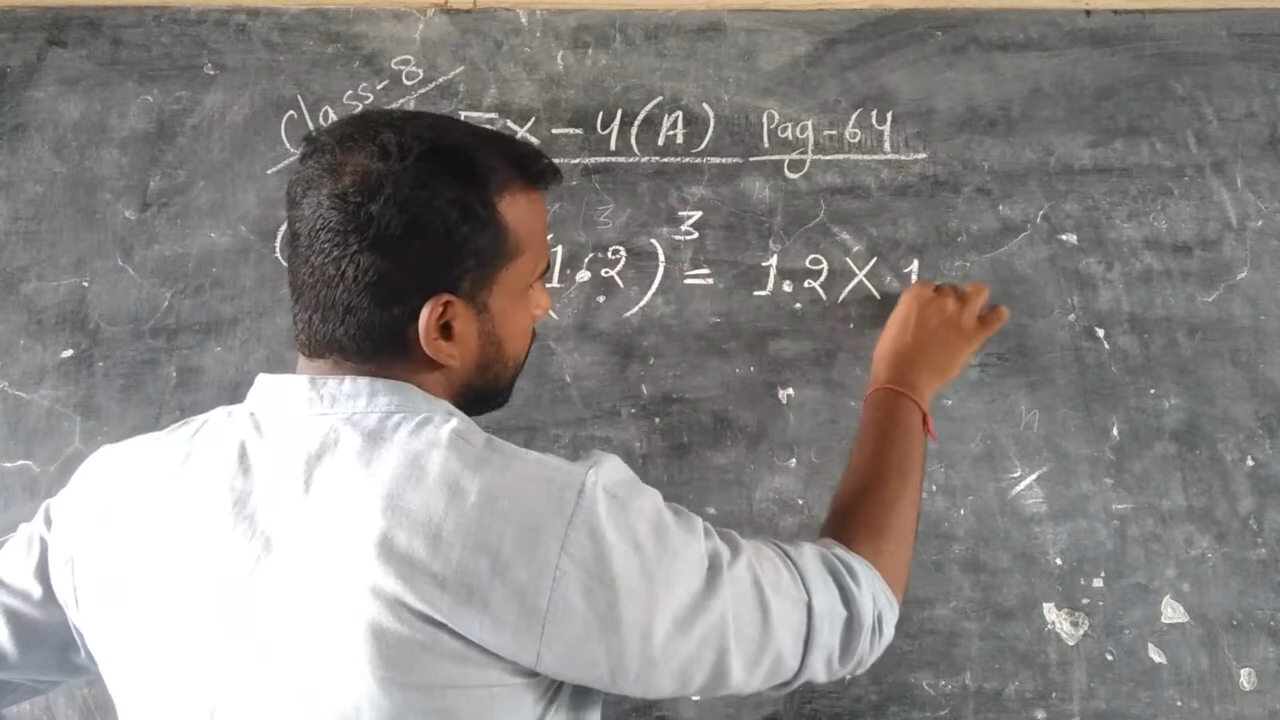 Class-8
Ex-4(A) Pag-64
(1.2)³ = 1.2 × 1